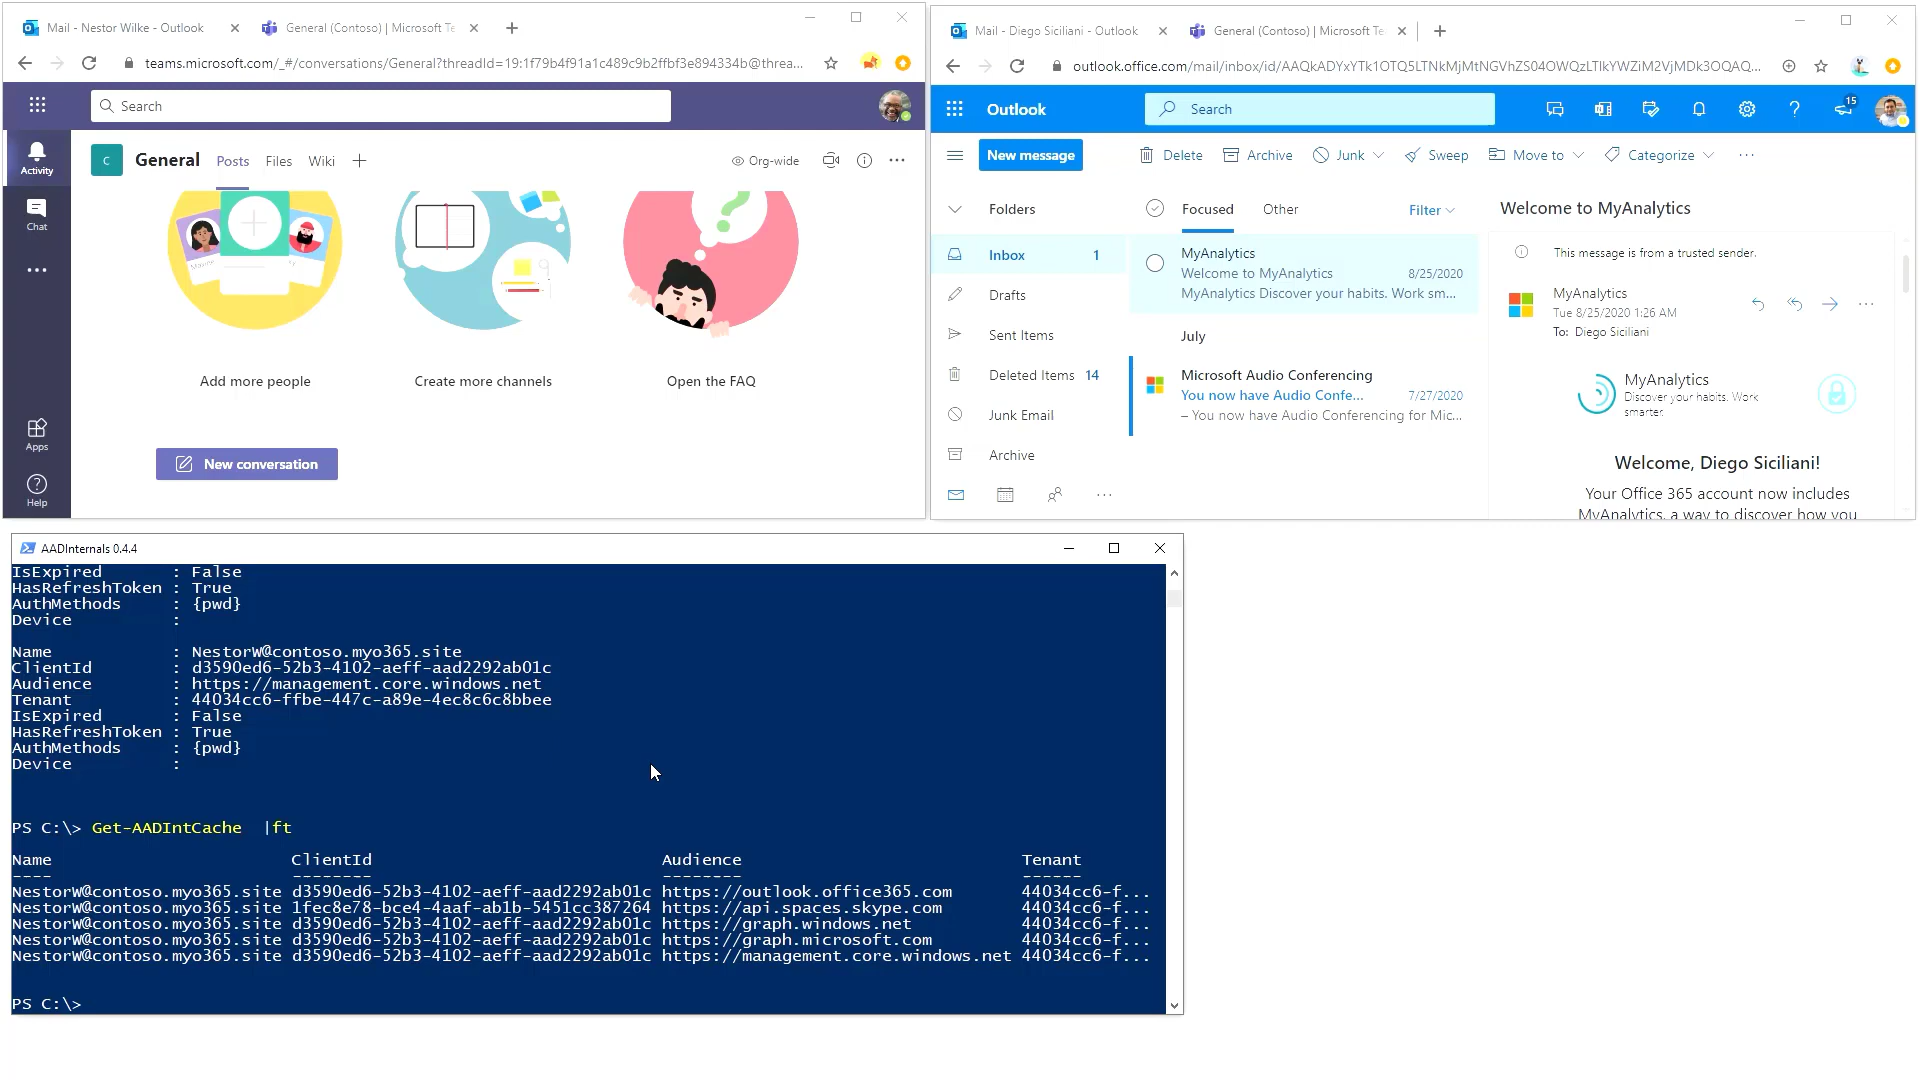 Mail - Nestor Wilke - Outlook
General (Contoso) | Microsoft Te
teams.microsoft.com/_#/conversations/General?threadId=19:1f79b4f91a1c489c9b2ffbf3e894334b@threa...
Search
Activity
Chat
Apps
Help
C
General
Posts
Files
Wiki
Org-wide
Add more people
Create more channels
Open the FAQ
New conversation
Mail - Diego Siciliani - Outlook
General (Contoso) | Microsoft Te
outlook.office.com/mail/inbox/id/AAQkADYxYTk1OTQ5LTNkMjMtNGVhZS04OWQzLTlkYWZiM2VjMDk3OQAQ...
Outlook
Search
15
New message
Delete
Archive
Junk
Sweep
Move to
Categorize
Folders
Inbox 1
Drafts
Sent Items
Deleted Items 14
Junk Email
Archive
Focused
Other
Filter
MyAnalytics
Welcome to MyAnalytics 8/25/2020
MyAnalytics Discover your habits. Work sm...
July
Microsoft Audio Conferencing
You now have Audio Confe... 7/27/2020
– You now have Audio Conferencing for Mic...
Welcome to MyAnalytics
This message is from a trusted sender.
MyAnalytics
Tue 8/25/2020 1:26 AM
To: Diego Siciliani
MyAnalytics
Discover your habits. Work
smarter.
Welcome, Diego Siciliani!
Your Office 365 account now includes
MyAnalytics, a way to discover how you
AADInternals 0.4.4
IsExpired : False
HasRefreshToken : True
AuthMethods : {pwd}
Device :
Name : NestorW@contoso.myo365.site
ClientId : d3590ed6-52b3-4102-aeff-aad2292ab01c
Audience : https://management.core.windows.net
Tenant : 44034cc6-ffbe-447c-a89e-4ec8c6c8bbee
IsExpired : False
HasRefreshToken : True
AuthMethods : {pwd}
Device :
PS C:\> Get-AADIntCache |ft
Name ClientId Audience Tenant
---- -------- -------- ------
NestorW@contoso.myo365.site d3590ed6-52b3-4102-aeff-aad2292ab01c https://outlook.office365.com 44034cc6-f...
NestorW@contoso.myo365.site 1fec8e78-bce4-4aaf-ab1b-5451cc387264 https://api.spaces.skype.com 44034cc6-f...
NestorW@contoso.myo365.site d3590ed6-52b3-4102-aeff-aad2292ab01c https://graph.windows.net 44034cc6-f...
NestorW@contoso.myo365.site d3590ed6-52b3-4102-aeff-aad2292ab01c https://graph.microsoft.com 44034cc6-f...
NestorW@contoso.myo365.site d3590ed6-52b3-4102-aeff-aad2292ab01c https://management.core.windows.net 44034cc6-f...
PS C:\>